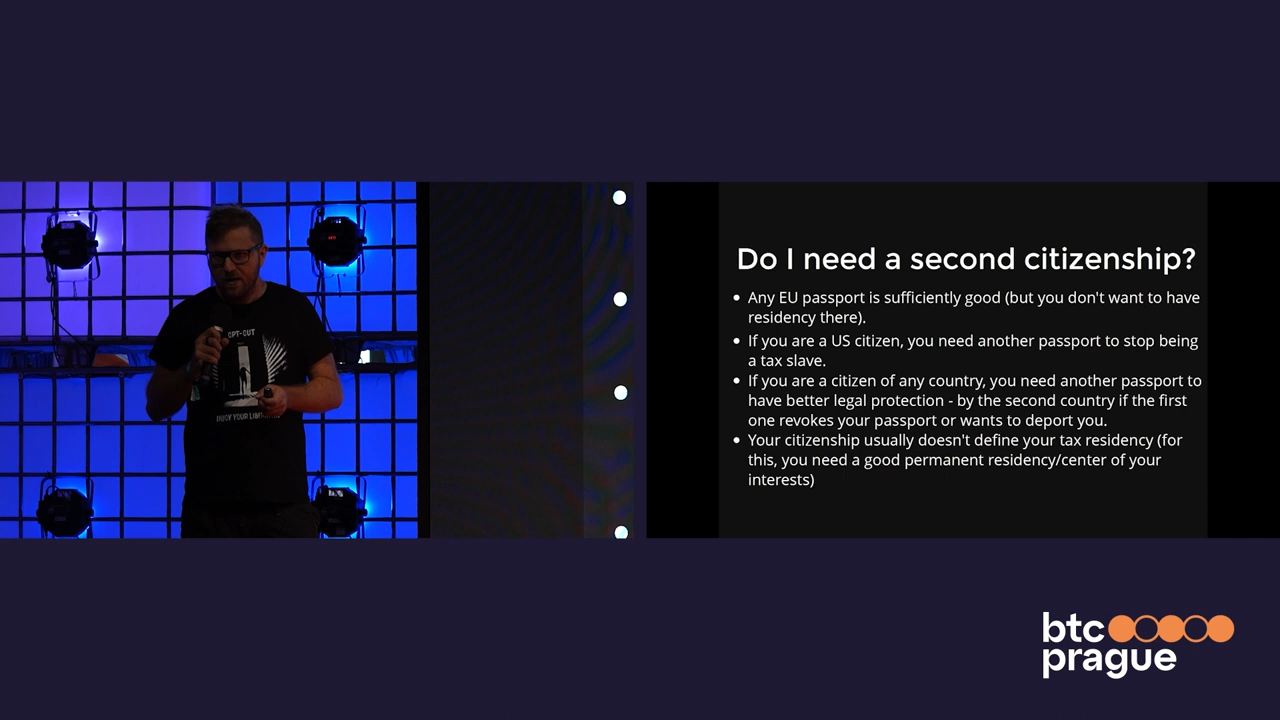 OPT-OUT
ENJOY YOUR
Do I need a second citizenship?
Any EU passport is sufficiently good (but you don't want to have
residency there).
If you are a US citizen, you need another passport to stop being
a tax slave.
If you are a citizen of any country, you need another passport to
have better legal protection - by the second country if the first
one revokes your passport or wants to deport you.
Your citizenship usually doesn't define your tax residency (for
this, you need a good permanent residency/center of your
interests)
btc
prague